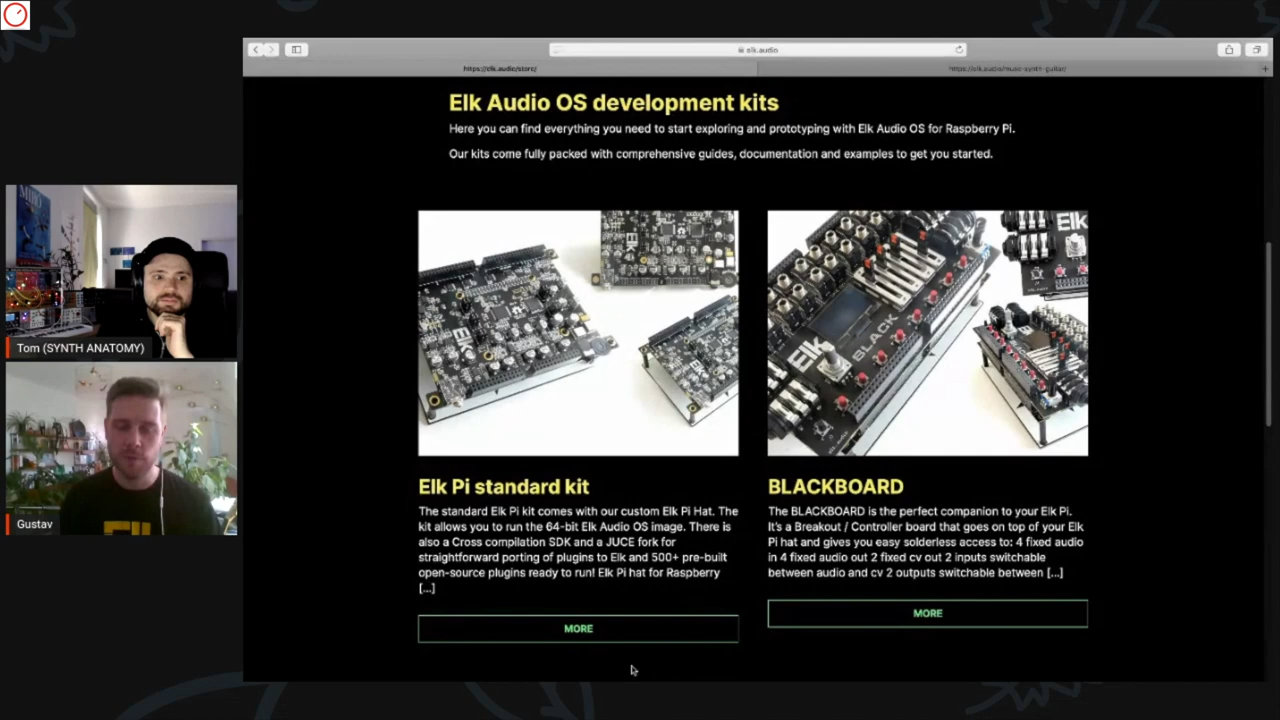 elk.audio
https://elk.audio/store/
https://elk.audio/muse-synth-guitar/
Elk Audio OS development kits
Here you can find everything you need to start exploring and prototyping with Elk Audio OS for Raspberry Pi.
Our kits come fully packed with comprehensive guides, documentation and examples to get you started.
Elk
Elk
Elk
BLACK
MIRÓ
Tom (SYNTH ANATOMY)
Gustav
Elk Pi standard kit
The standard Elk Pi kit comes with our custom Elk Pi Hat. The
kit allows you to run the 64-bit Elk Audio OS image. There is
also a Cross compilation SDK and a JUCE fork for
straightforward porting of plugins to Elk and 500+ pre-built
open-source plugins ready to run! Elk Pi hat for Raspberry
[...]
MORE
BLACKBOARD
The BLACKBOARD is the perfect companion to your Elk Pi.
It's a Breakout / Controller board that goes on top of your Elk
Pi hat and gives you easy solderless access to: 4 fixed audio
in 4 fixed audio out 2 fixed cv out 2 inputs switchable
between audio and cv 2 outputs switchable between [...]
MORE